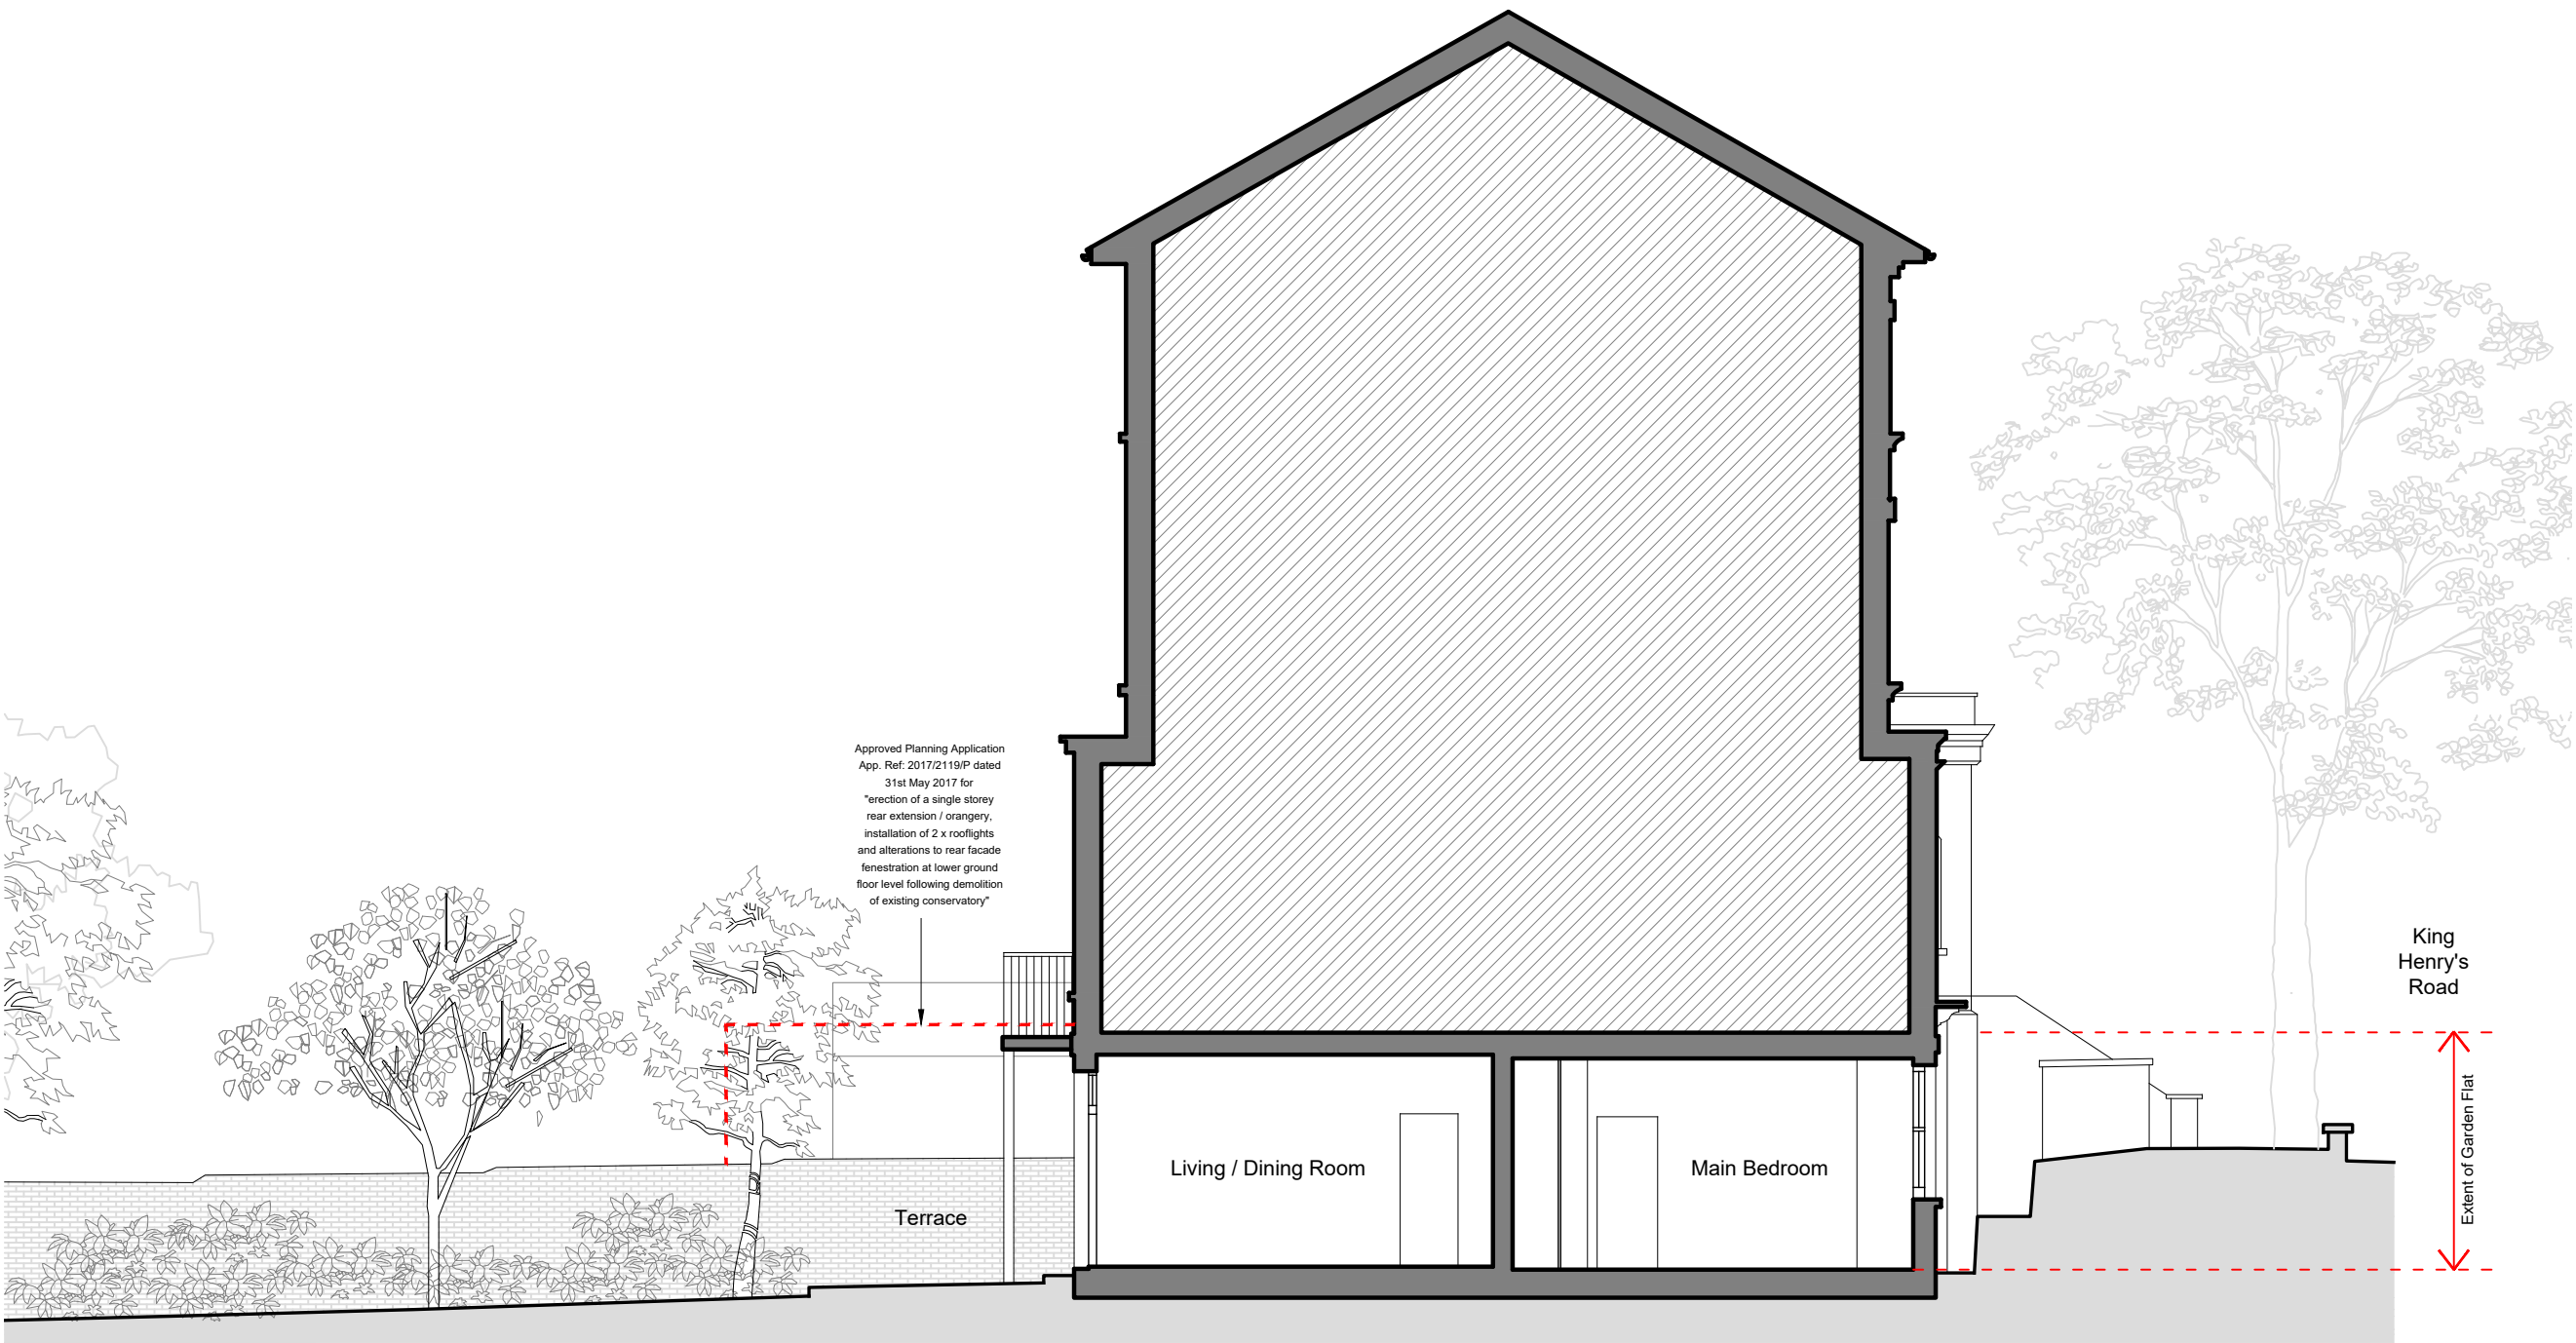 Approved Planning Application
App. Ref: 2017/2119/P dated
31st May 2017 for
"erection of a single storey
rear extension / orangery,
installation of 2 x rooflights
and alterations to rear facade
fenestration at lower ground
floor level following demolition
of existing conservatory"
King
Henry's
Road
Extent of Garden Flat
Living / Dining Room
Main Bedroom
Terrace